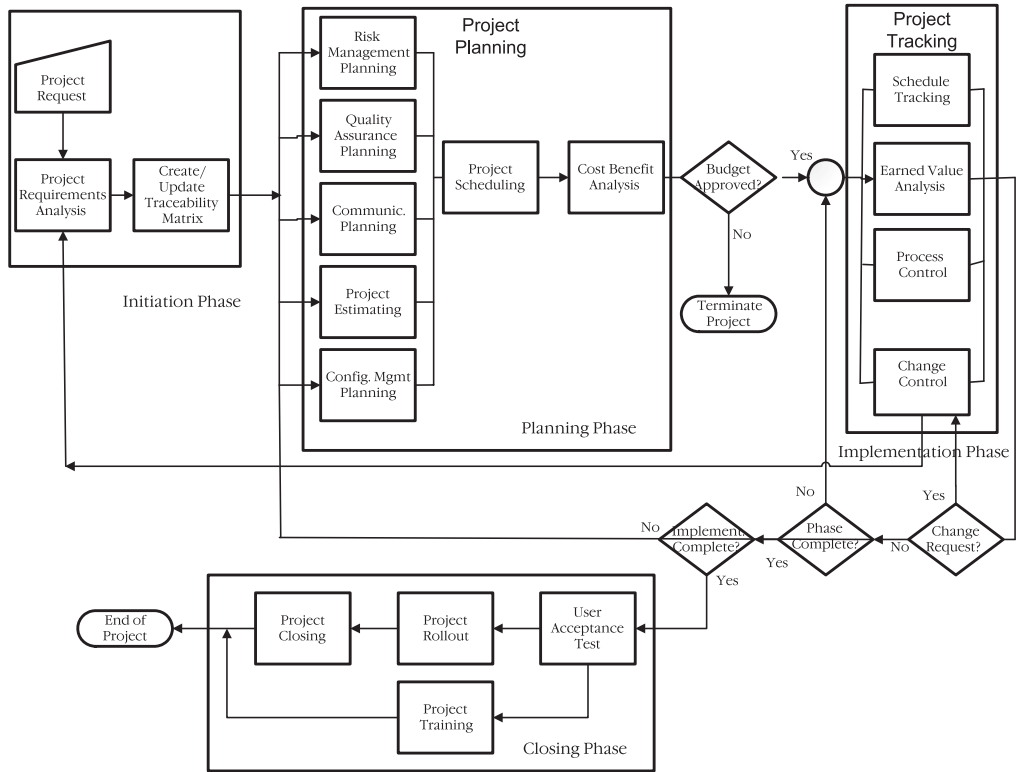 Project
Request
Project
Requirements
Analysis
Create/
Update
Traceability
Matrix
Initiation Phase
Project
Planning
Risk
Management
Planning
Quality
Assurance
Planning
Communic.
Planning
Project
Estimating
Config. Mgmt
Planning
Project
Scheduling
Cost Benefit
Analysis
Planning Phase
Budget
Approved?
Yes
No
Terminate
Project
Project
Tracking
Schedule
Tracking
Earned Value
Analysis
Process
Control
Change
Control
Implementation Phase
Yes
Change
Request?
No
No
Phase
Complete?
Yes
No
Implement.
Complete?
Yes
User
Acceptance
Test
Project
Rollout
Project
Closing
End of
Project
Project
Training
Closing Phase